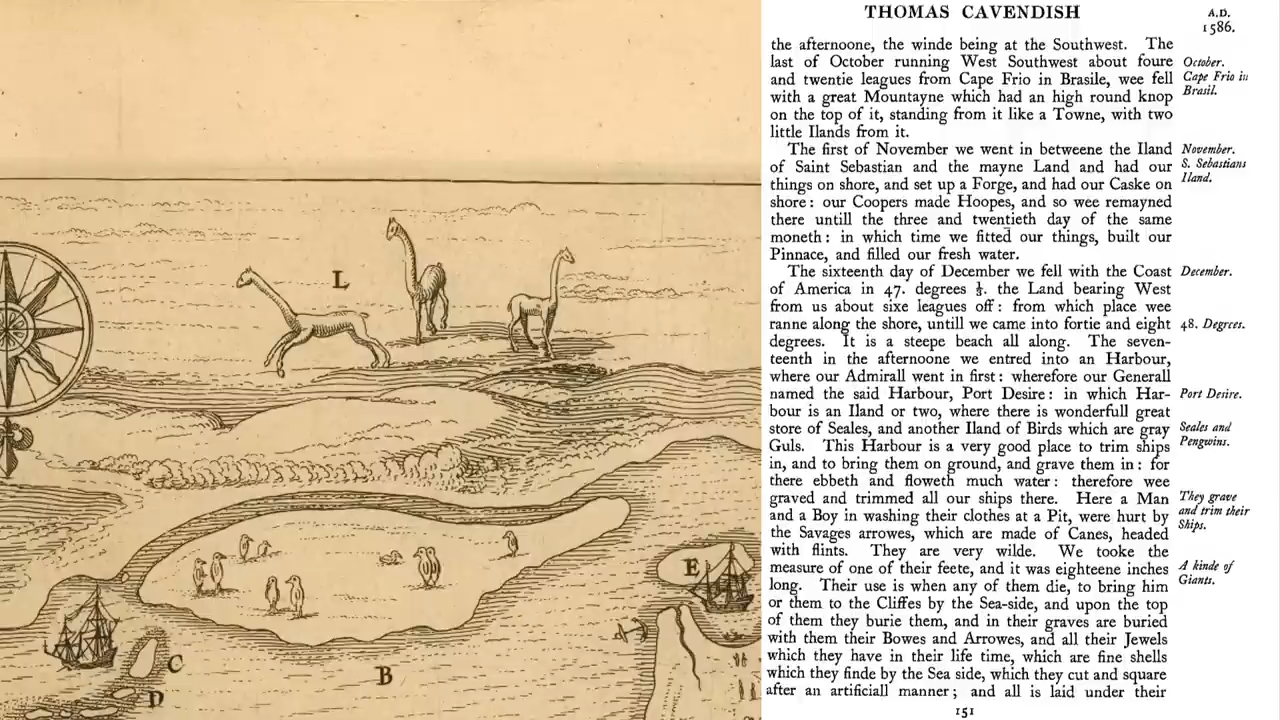 L
E
C
B
D
THOMAS CAVENDISH
A.D.
1586.
the afternoone, the winde being at the Southwest. The
last of October running West Southwest about foure
and twentie leagues from Cape Frio in Brasile, wee fell
with a great Mountayne which had an high round knop
on the top of it, standing from it like a Towne, with two
little Ilands from it.
October.
Cape Frio in
Brasil.
The first of November we went in betweene the Iland
of Saint Sebastian and the mayne Land and had our
things on shore, and set up a Forge, and had our Caske on
shore: our Coopers made Hoopes, and so wee remayned
there untill the three and twentieth day of the same
moneth: in which time we fitted our things, built our
Pinnace, and filled our fresh water.
November.
S. Sebastians
Iland.
The sixteenth day of December we fell with the Coast
of America in 47. degrees ⅓. the Land bearing West
from us about sixe leagues off: from which place wee
ranne along the shore, untill we came into fortie and eight
degrees. It is a steepe beach all along. The seven-
teenth in the afternoone we entred into an Harbour,
where our Admirall went in first: wherefore our Generall
named the said Harbour, Port Desire: in which Har-
bour is an Iland or two, where there is wonderfull great
store of Seales, and another Iland of Birds which are gray
Guls. This Harbour is a very good place to trim ships
in, and to bring them on ground, and grave them in: for
there ebbeth and floweth much water: therefore wee
graved and trimmed all our ships there. Here a Man
and a Boy in washing their clothes at a Pit, were hurt by
the Savages arrowes, which are made of Canes, headed
with flints. They are very wilde. We tooke the
measure of one of their feete, and it was eighteene inches
long. Their use is when any of them die, to bring him
or them to the Cliffes by the Sea-side, and upon the top
of them they burie them, and in their graves are buried
with them their Bowes and Arrowes, and all their Jewels
which they have in their life time, which are fine shells
which they finde by the Sea side, which they cut and square
after an artificiall manner; and all is laid under their
December.
48. Degrees.
Port Desire.
Seales and
Pengwins.
They grave
and trim their
Ships.
A kinde of
Giants.
151